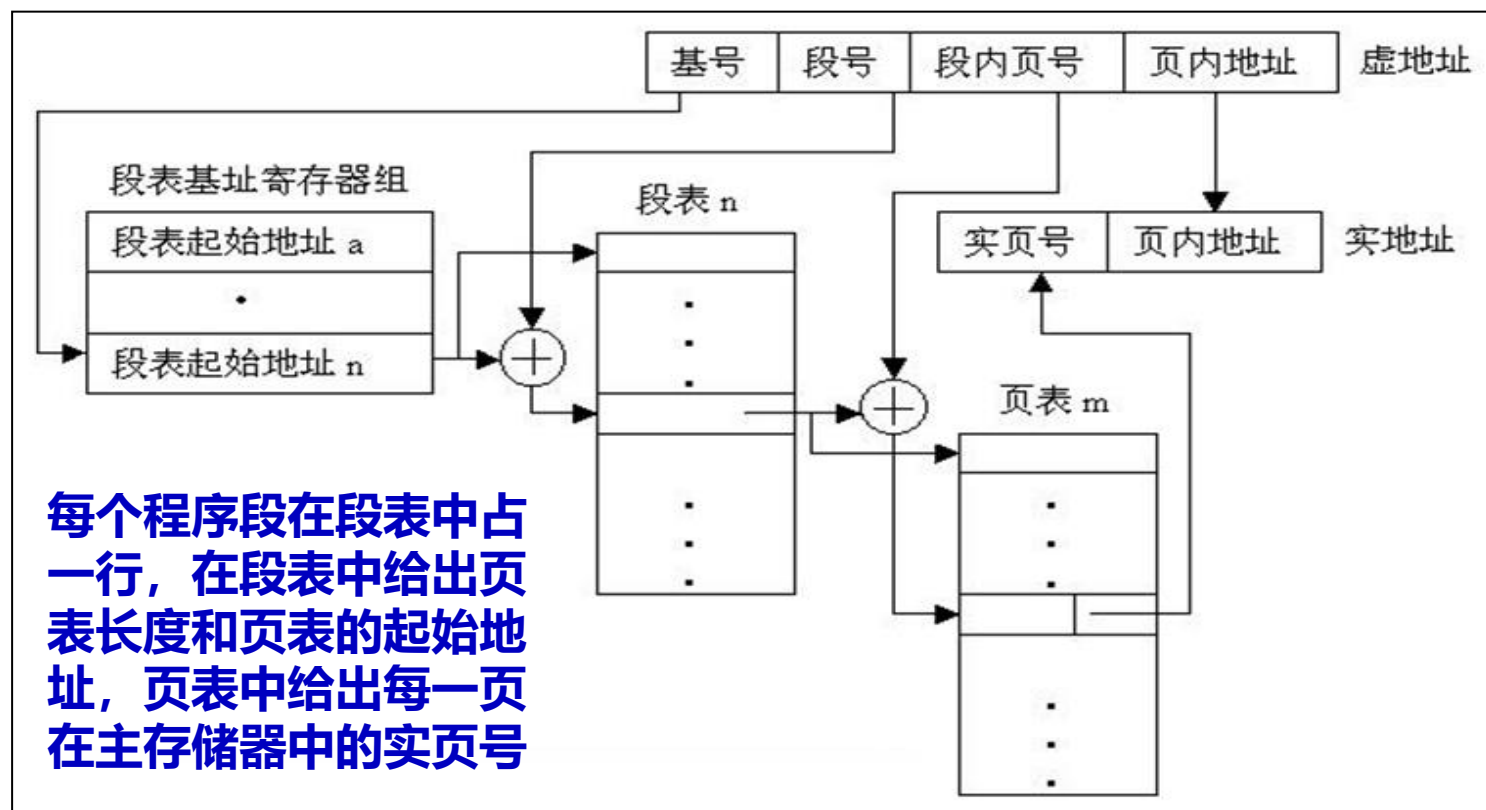 基号 段号 段内页号 页内地址 虚地址
段表基址寄存器组
段表 n
段表起始地址 a
实页号 页内地址 实地址
段表起始地址 n
页表 m
每个程序段在段表中占
一行，在段表中给出页
表长度和页表的起始地
址，页表中给出每一页
在主存储器中的实页号